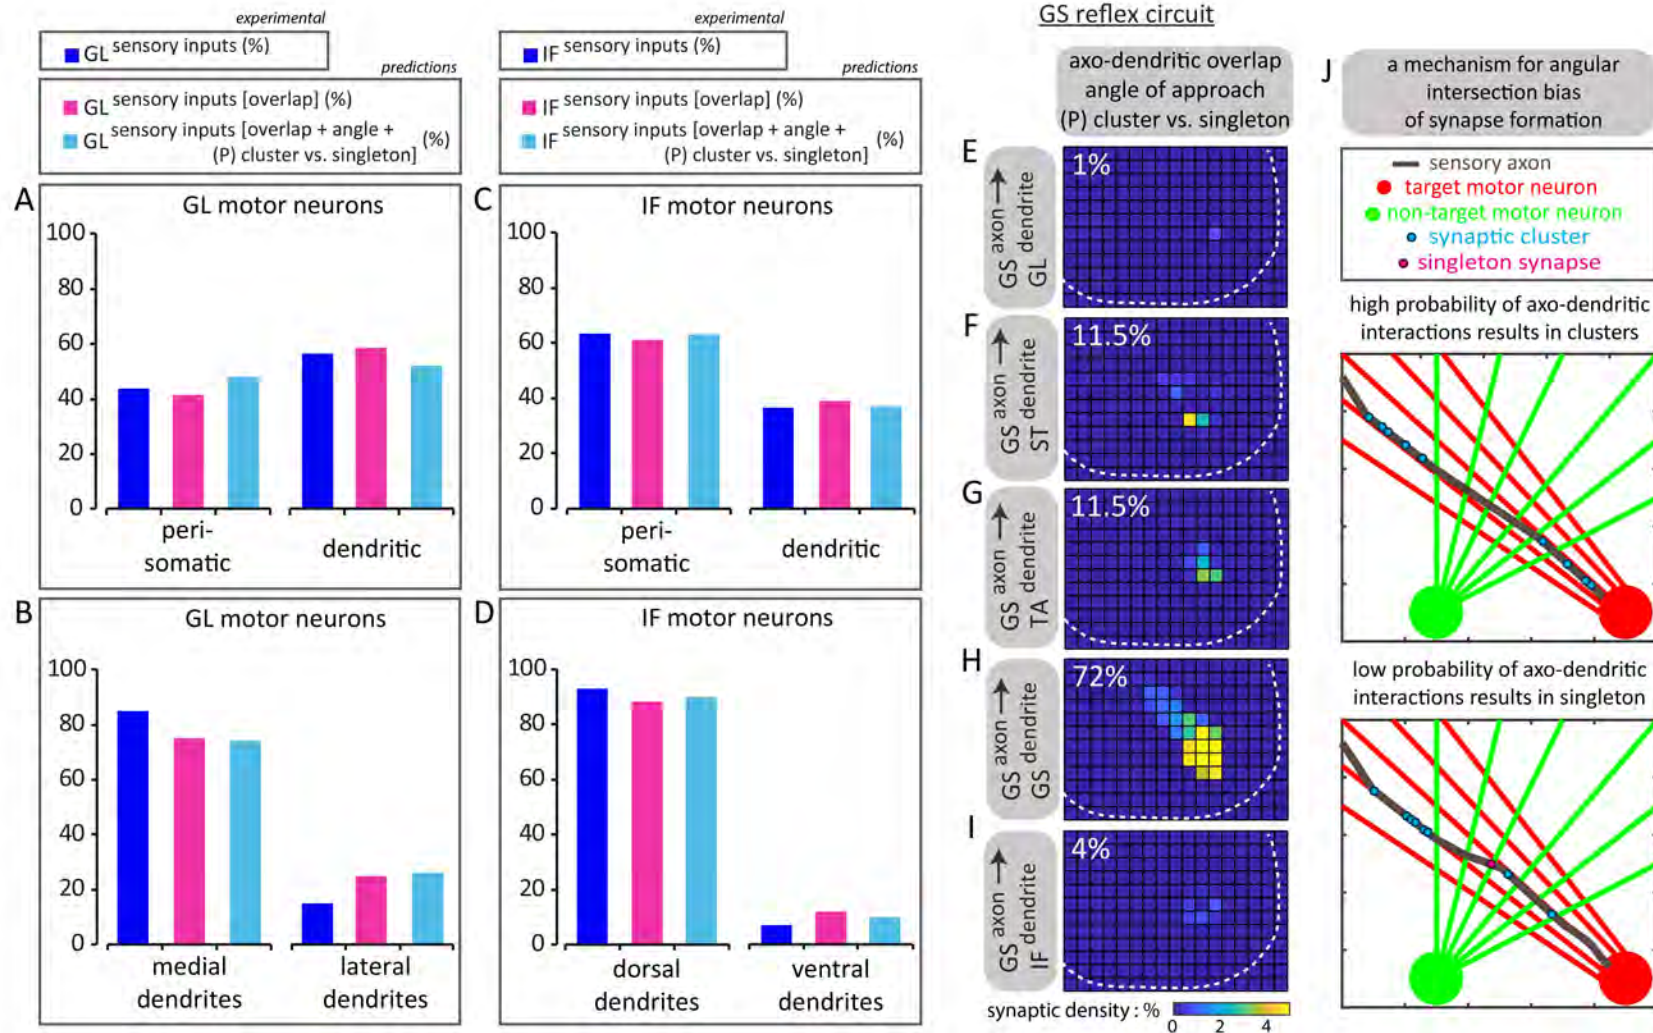 experimental
GL sensory inputs (%)
predictions
GL sensory inputs [overlap] (%)
GL sensory inputs [overlap + angle + (%)
(P) cluster vs. singleton]
experimental
IF sensory inputs (%)
predictions
IF sensory inputs [overlap] (%)
IF sensory inputs [overlap + angle + (%)
(P) cluster vs. singleton]
A
GL motor neurons
100
80
60
40
20
0
peri-
somatic
dendritic
B
GL motor neurons
100
80
60
40
20
0
medial
dendrites
lateral
dendrites
C
IF motor neurons
100
80
60
40
20
0
peri-
somatic
dendritic
D
IF motor neurons
100
80
60
40
20
0
dorsal
dendrites
ventral
dendrites
GS reflex circuit
axo-dendritic overlap
angle of approach
(P) cluster vs. singleton
E
GS axon
GL dendrite
1%
F
GS axon
ST dendrite
11.5%
G
GS axon
TA dendrite
11.5%
H
GS axon
GS dendrite
72%
I
GS axon
IF dendrite
4%
synaptic density : %
0 2 4
J
a mechanism for angular
intersection bias
of synapse formation
sensory axon
target motor neuron
non-target motor neuron
synaptic cluster
singleton synapse
high probability of axo-dendritic
interactions results in clusters
low probability of axo-dendritic
interactions results in singleton